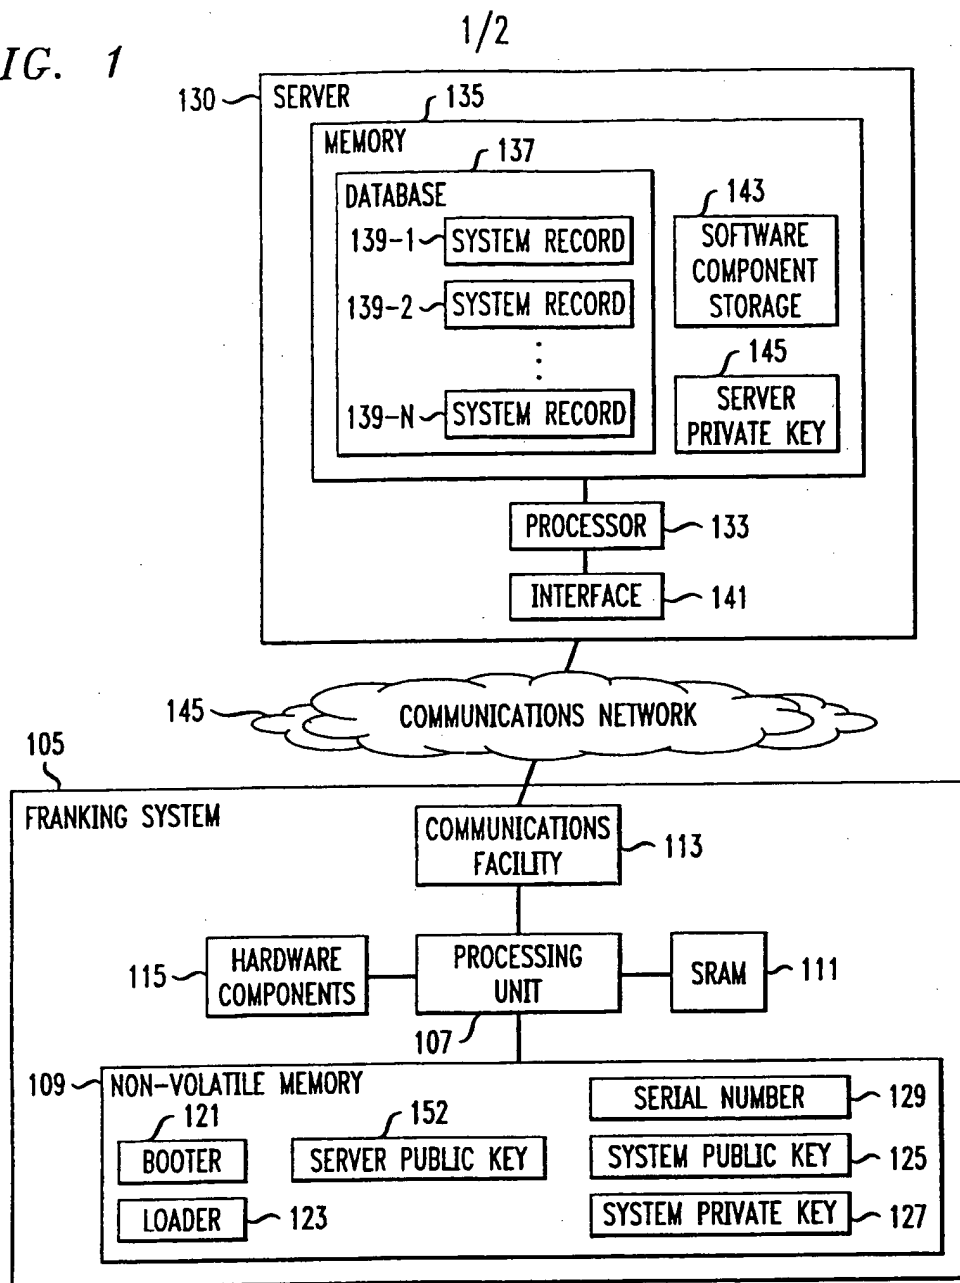 1/2
IG. 1
130
SERVER
135
MEMORY
137
DATABASE
139-1
SYSTEM RECORD
139-2
SYSTEM RECORD
139-N
SYSTEM RECORD
143
SOFTWARE
COMPONENT
STORAGE
145
SERVER
PRIVATE KEY
PROCESSOR
133
INTERFACE
141
145
COMMUNICATIONS NETWORK
105
FRANKING SYSTEM
COMMUNICATIONS
FACILITY
113
115
HARDWARE
COMPONENTS
PROCESSING
UNIT
107
SRAM
111
109
NON-VOLATILE MEMORY
121
BOOTER
LOADER
123
152
SERVER PUBLIC KEY
SERIAL NUMBER
129
SYSTEM PUBLIC KEY
125
SYSTEM PRIVATE KEY
127